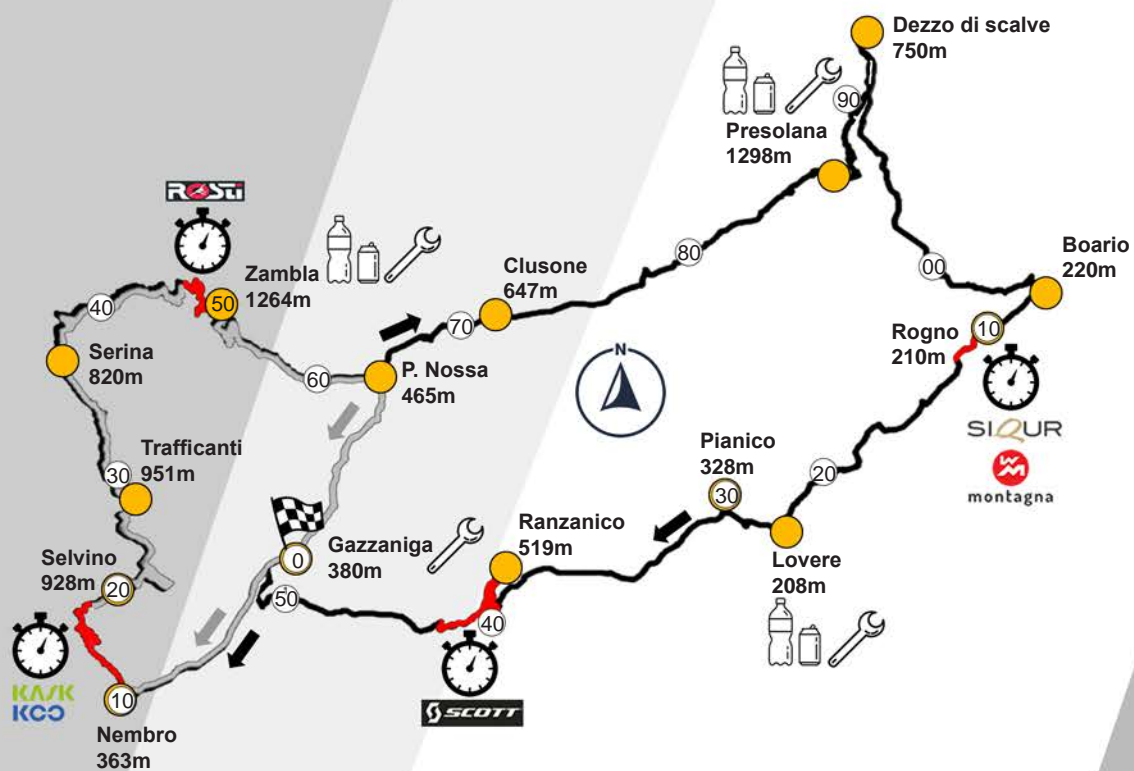 Dezzo di scalve
750m
90
Presolana
1298m
ROSTI
Zambla
1264m
50
40
Clusone
647m
80
Boario
220m
00
70
Rogno
210m
10
Serina
820m
60
P. Nossa
465m
N
SIQUR
WM
montagna
Pianico
328m
30
20
Trafficanti
951m
30
Ranzanico
519m
Gazzaniga
380m
0
Lovere
208m
Selvino
928m
20
50
40
KASK
KOO
10
SCOTT
Nembro
363m